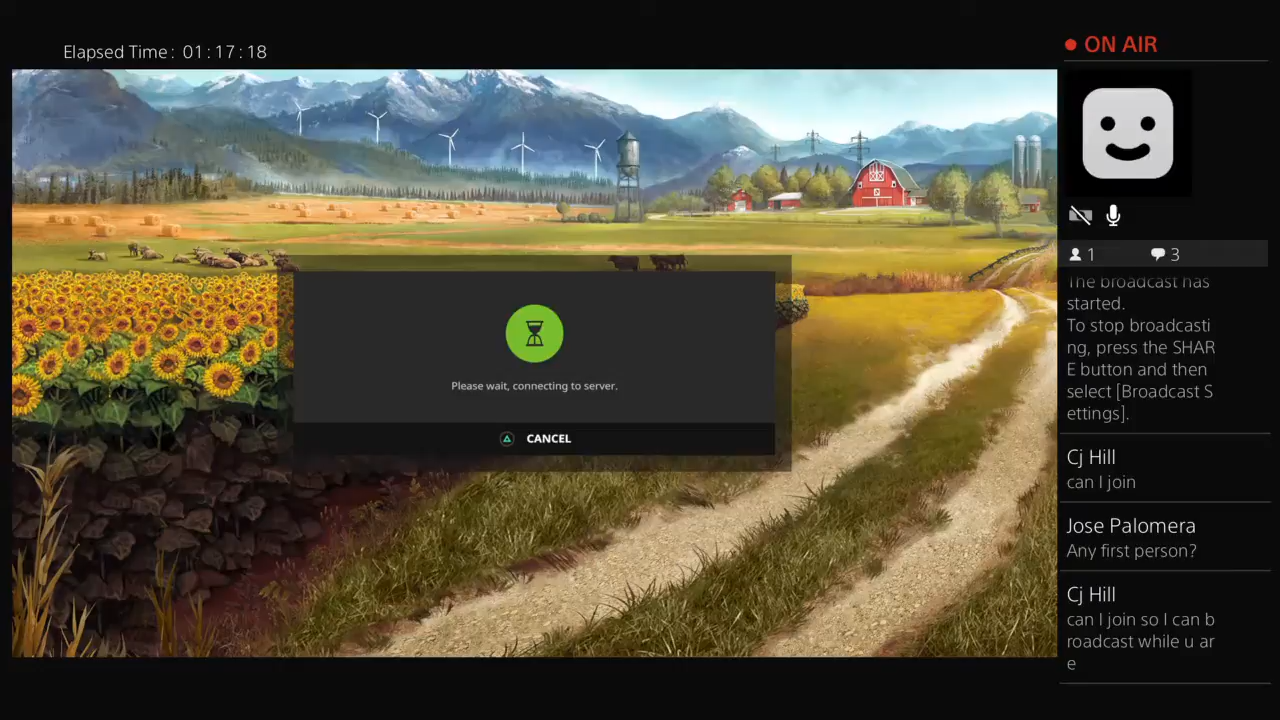 Elapsed Time: 01:17:18
ON AIR
1
3
The broadcast has
started.
To stop broadcasti
ng, press the SHAR
E button and then
select [Broadcast S
ettings].
Cj Hill
can I join
Jose Palomera
Any first person?
Cj Hill
can I join so I can b
roadcast while u ar
e
Please wait, connecting to server.
CANCEL